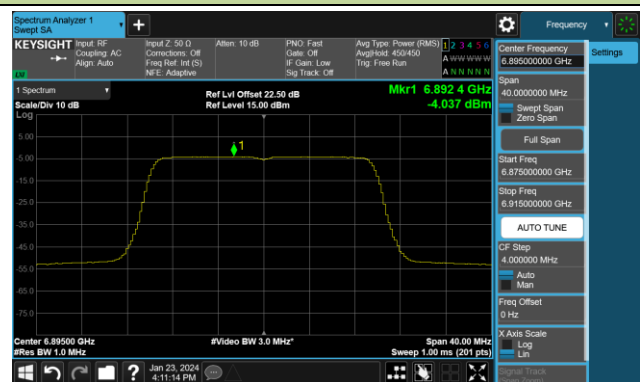 Spectrum Analyzer 1
Swept SA
Frequency
KEYSIGHT
Input: RF
Coupling: AC
Align: Auto
Input Z: 50 Ω
Corrections: Off
Freq Ref: Int (S)
NFE: Adaptive
Atten: 10 dB
PNO: Fast
Gate: Off
IF Gain: Low
Sig Track: Off
Avg Type: Power (RMS)
Avg|Hold: 450/450
Trig: Free Run
1 2 3 4 5 6
A W W W W W
A N N N N N
LXI
1 Spectrum
Scale/Div 10 dB
Log
Ref Lvl Offset 22.50 dB
Ref Level 15.00 dBm
Mkr1 6.892 4 GHz
-4.037 dBm
1
5.00
-5.00
-15.0
-25.0
-35.0
-45.0
-55.0
-65.0
-75.0
Center 6.89500 GHz
#Res BW 1.0 MHz
#Video BW 3.0 MHz*
Span 40.00 MHz
Sweep 1.00 ms (201 pts)
Center Frequency
6.895000000 GHz
Settings
Span
40.0000000 MHz
Swept Span
Zero Span
Full Span
Start Freq
6.875000000 GHz
Stop Freq
6.915000000 GHz
AUTO TUNE
CF Step
4.000000 MHz
Auto
Man
Freq Offset
0 Hz
X Axis Scale
Log
Lin
Signal Track
(Span Zoom)
?
Jan 23, 2024
4:11:14 PM